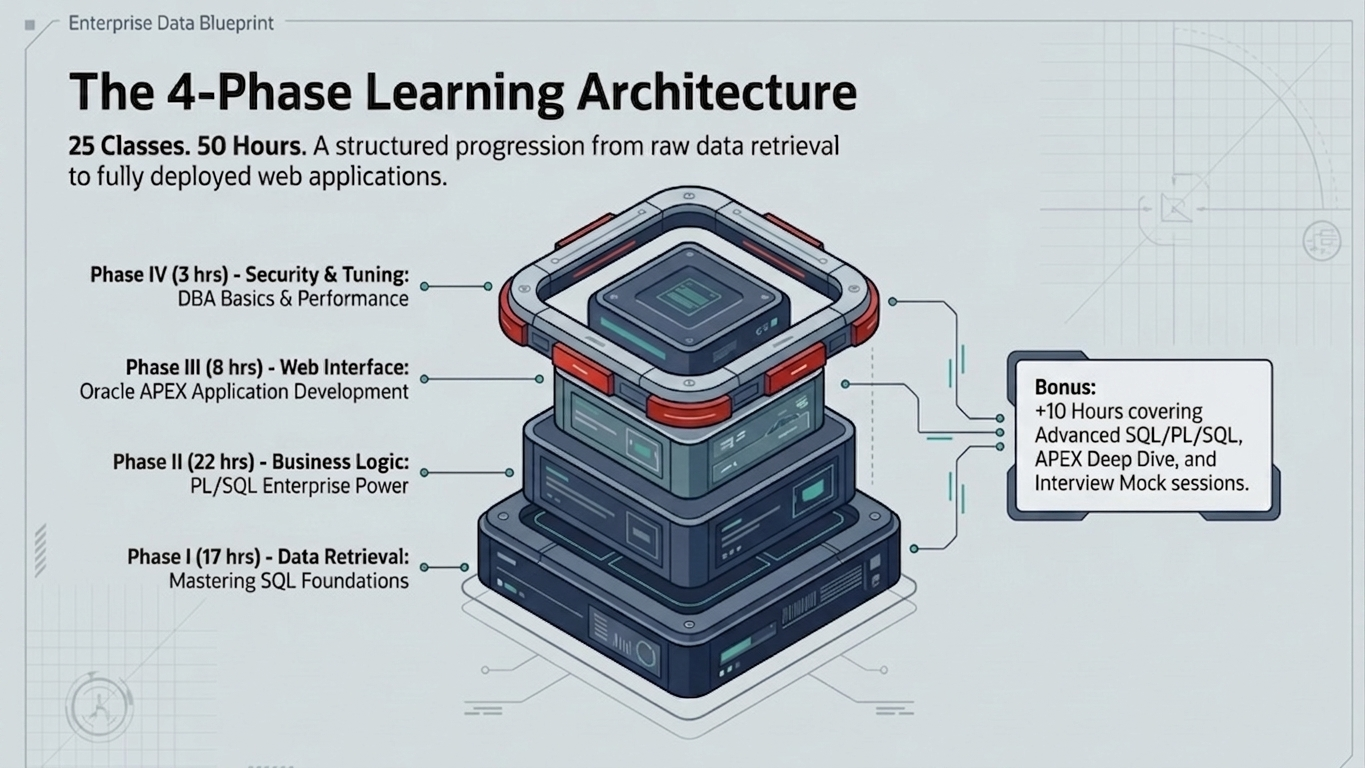 Enterprise Data Blueprint
The 4-Phase Learning Architecture
25 Classes. 50 Hours. A structured progression from raw data retrieval
to fully deployed web applications.
Phase IV (3 hrs) - Security & Tuning:
DBA Basics & Performance
Phase III (8 hrs) - Web Interface:
Oracle APEX Application Development
Phase II (22 hrs) - Business Logic:
PL/SQL Enterprise Power
Phase I (17 hrs) - Data Retrieval:
Mastering SQL Foundations
Bonus:
+10 Hours covering
Advanced SQL/PL/SQL,
APEX Deep Dive, and
Interview Mock sessions.